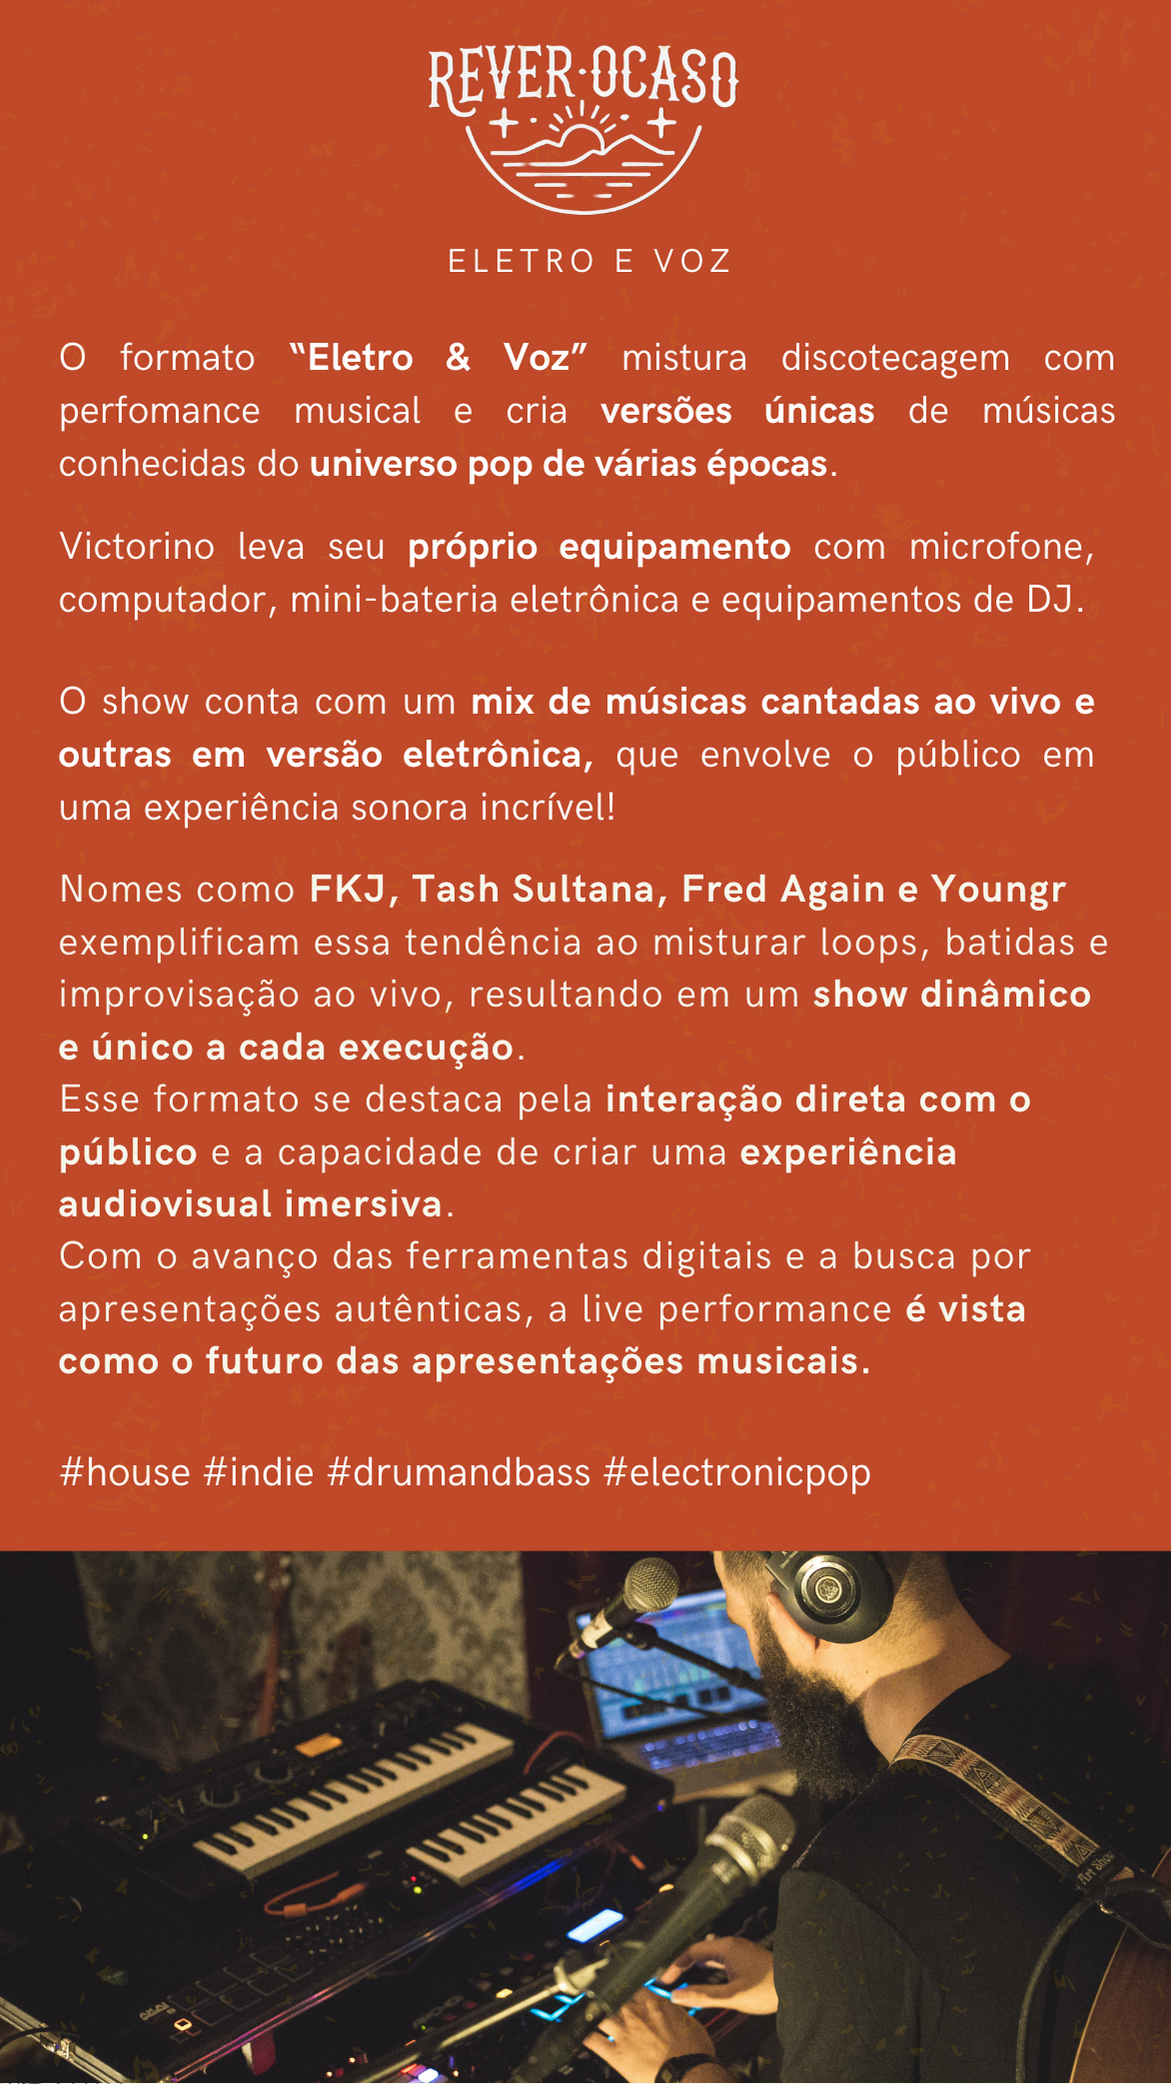 REVER·OCASO
ELETRO E VOZ
O formato “Eletro & Voz” mistura discotecagem com
perfomance musical e cria versões únicas de músicas
conhecidas do universo pop de várias épocas.
Victorino leva seu próprio equipamento com microfone,
computador, mini-bateria eletrônica e equipamentos de DJ.
O show conta com um mix de músicas cantadas ao vivo e
outras em versão eletrônica, que envolve o público em
uma experiência sonora incrível!
Nomes como FKJ, Tash Sultana, Fred Again e Youngr
exemplificam essa tendência ao misturar loops, batidas e
improvisação ao vivo, resultando em um show dinâmico
e único a cada execução.
Esse formato se destaca pela interação direta com o
público e a capacidade de criar uma experiência
audiovisual imersiva.
Com o avanço das ferramentas digitais e a busca por
apresentações autênticas, a live performance é vista
como o futuro das apresentações musicais.
#house #indie #drumandbass #electronicpop
Art Show
AKAI